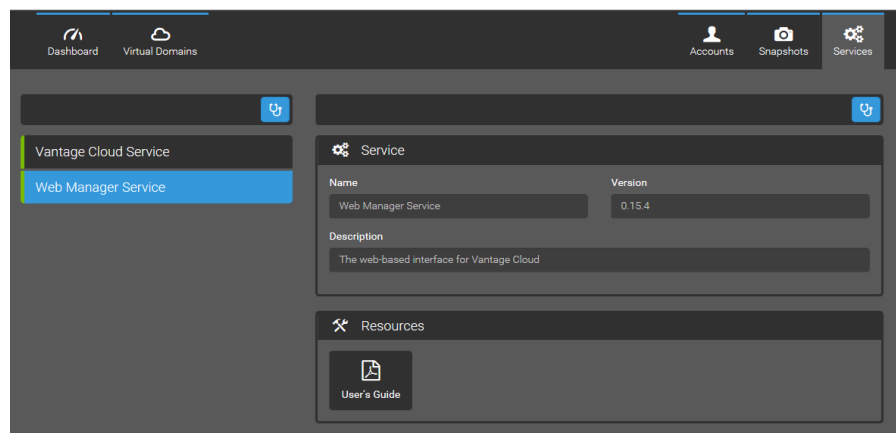 Dashboard
Virtual Domains
Accounts
Snapshots
Services
Vantage Cloud Service
Web Manager Service
Service
Name
Version
Web Manager Service
0.15.4
Description
The web-based interface for Vantage Cloud
Resources
User's Guide